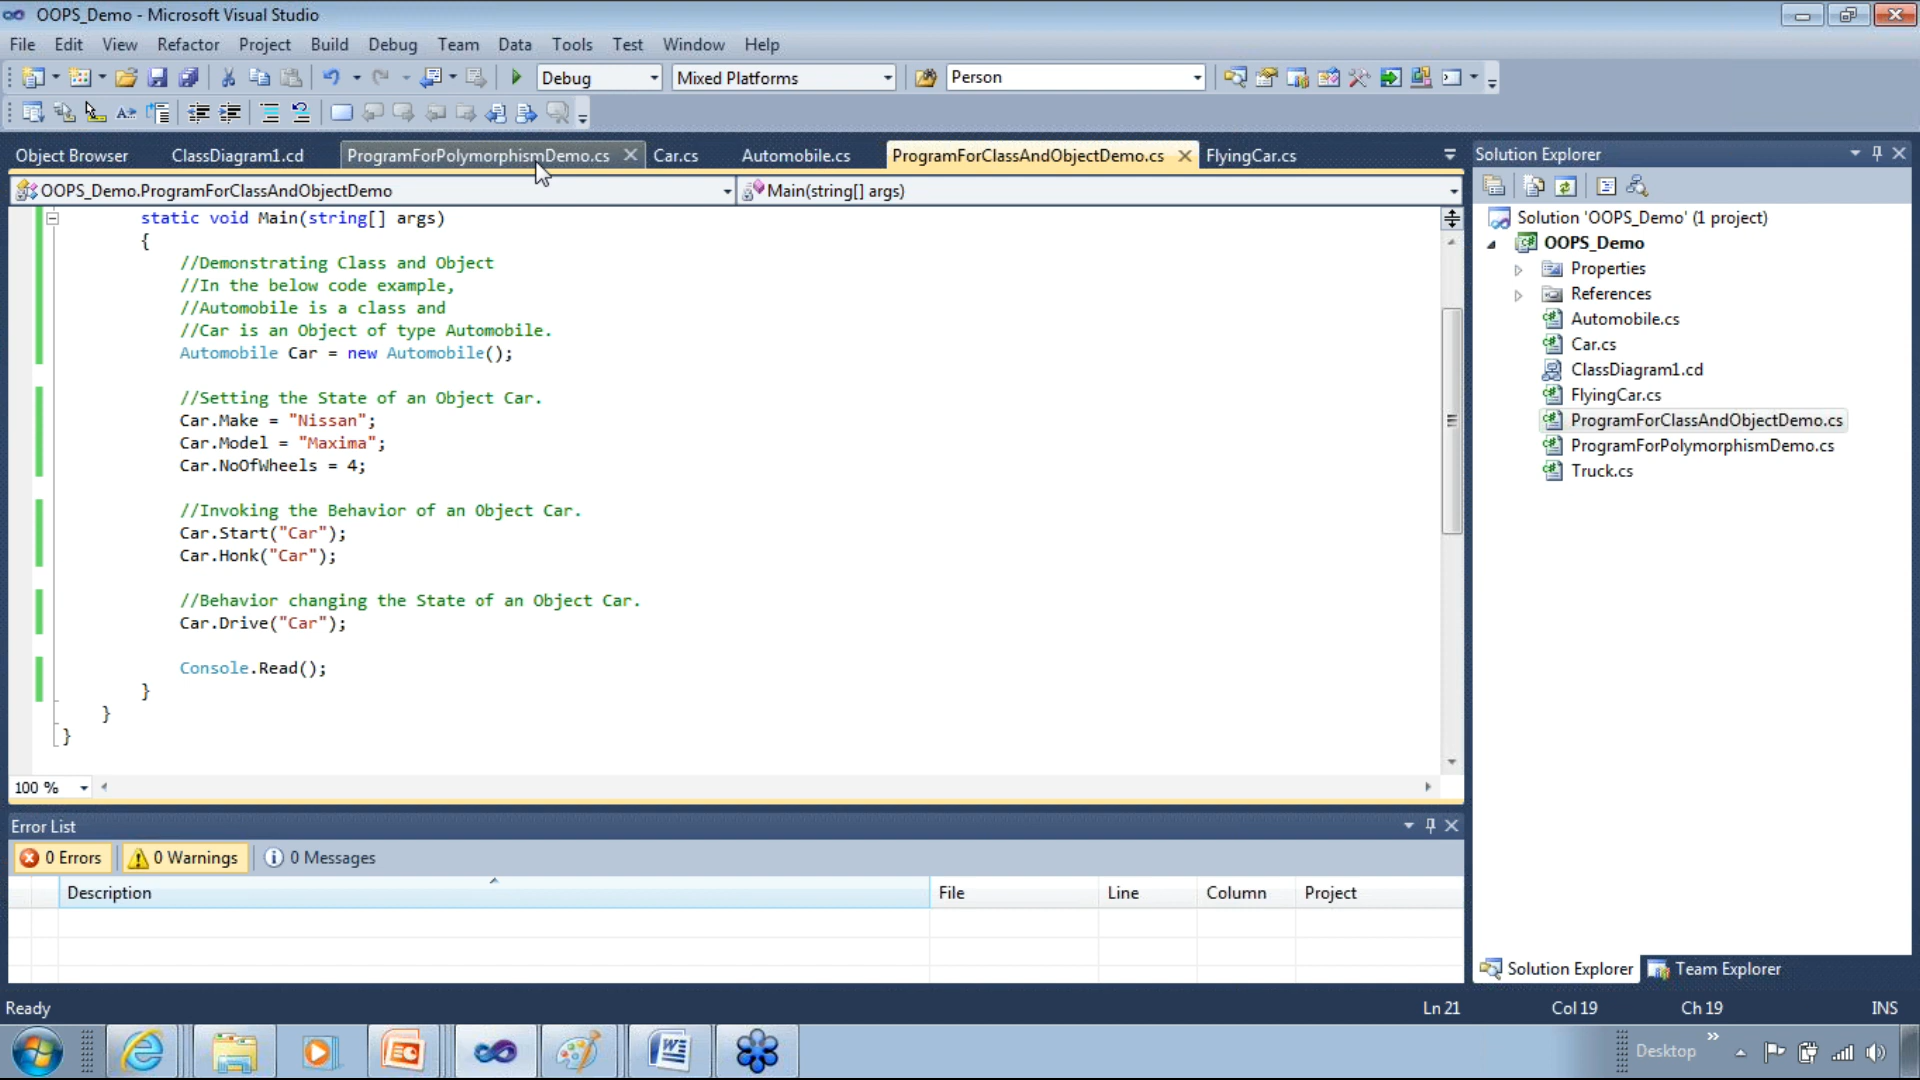 OOPS_Demo - Microsoft Visual Studio
File Edit View Refactor Project Build Debug Team Data Tools Test Window Help
Debug Mixed Platforms Person
Object Browser ClassDiagram1.cd ProgramForPolymorphismDemo.cs Car.cs Automobile.cs ProgramForClassAndObjectDemo.cs FlyingCar.cs
OOPS_Demo.ProgramForClassAndObjectDemo Main(string[] args)
static void Main(string[] args)
{
//Demonstrating Class and Object
//In the below code example,
//Automobile is a class and
//Car is an Object of type Automobile.
Automobile Car = new Automobile();
//Setting the State of an Object Car.
Car.Make = "Nissan";
Car.Model = "Maxima";
Car.NoOfWheels = 4;
//Invoking the Behavior of an Object Car.
Car.Start("Car");
Car.Honk("Car");
//Behavior changing the State of an Object Car.
Car.Drive("Car");
Console.Read();
}
}
}
100 %
Solution Explorer
Solution 'OOPS_Demo' (1 project)
OOPS_Demo
Properties
References
Automobile.cs
Car.cs
ClassDiagram1.cd
FlyingCar.cs
ProgramForClassAndObjectDemo.cs
ProgramForPolymorphismDemo.cs
Truck.cs
Solution Explorer Team Explorer
Error List
0 Errors 0 Warnings 0 Messages
Description File Line Column Project
Ready Ln 21 Col 19 Ch 19 INS
Desktop